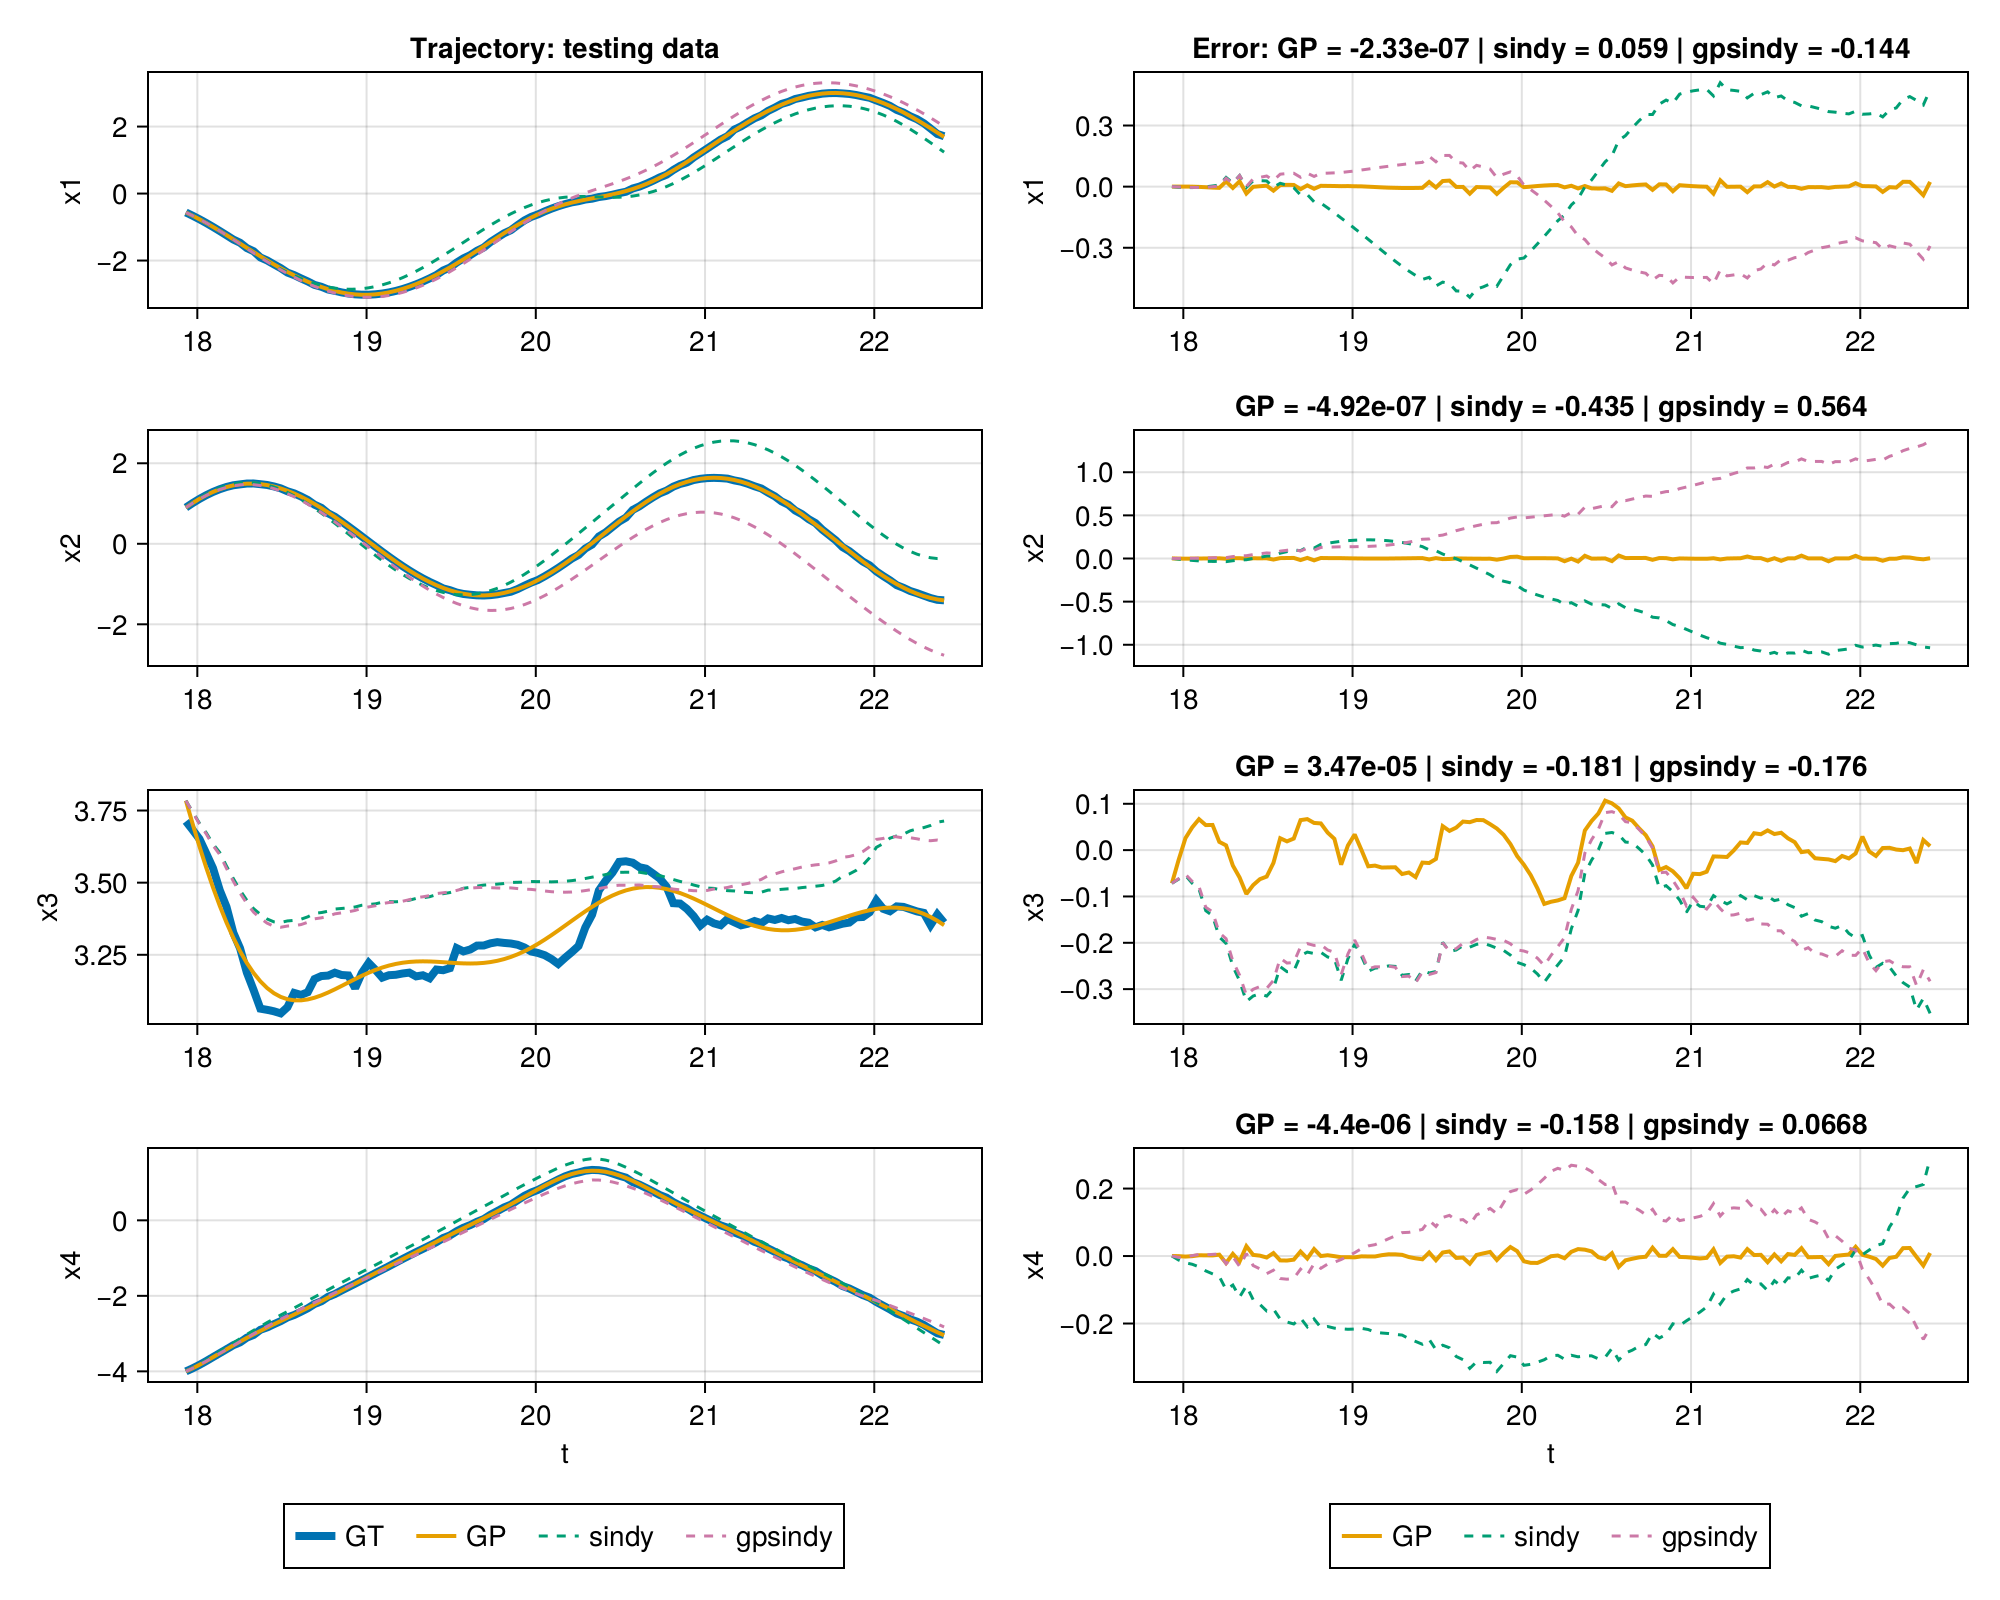 Trajectory: testing data
x1
2
0
−2
18 19 20 21 22
Error: GP = -2.33e-07 | sindy = 0.059 | gpsindy = -0.144
x1
0.3
0.0
−0.3
18 19 20 21 22
x2
2
0
−2
18 19 20 21 22
GP = -4.92e-07 | sindy = -0.435 | gpsindy = 0.564
x2
1.0
0.5
0.0
−0.5
−1.0
18 19 20 21 22
x3
3.75
3.50
3.25
18 19 20 21 22
GP = 3.47e-05 | sindy = -0.181 | gpsindy = -0.176
x3
0.1
0.0
−0.1
−0.2
−0.3
18 19 20 21 22
x4
0
−2
−4
18 19 20 21 22
t
GP = -4.4e-06 | sindy = -0.158 | gpsindy = 0.0668
x4
0.2
0.0
−0.2
18 19 20 21 22
t
GT GP sindy gpsindy
GP sindy gpsindy